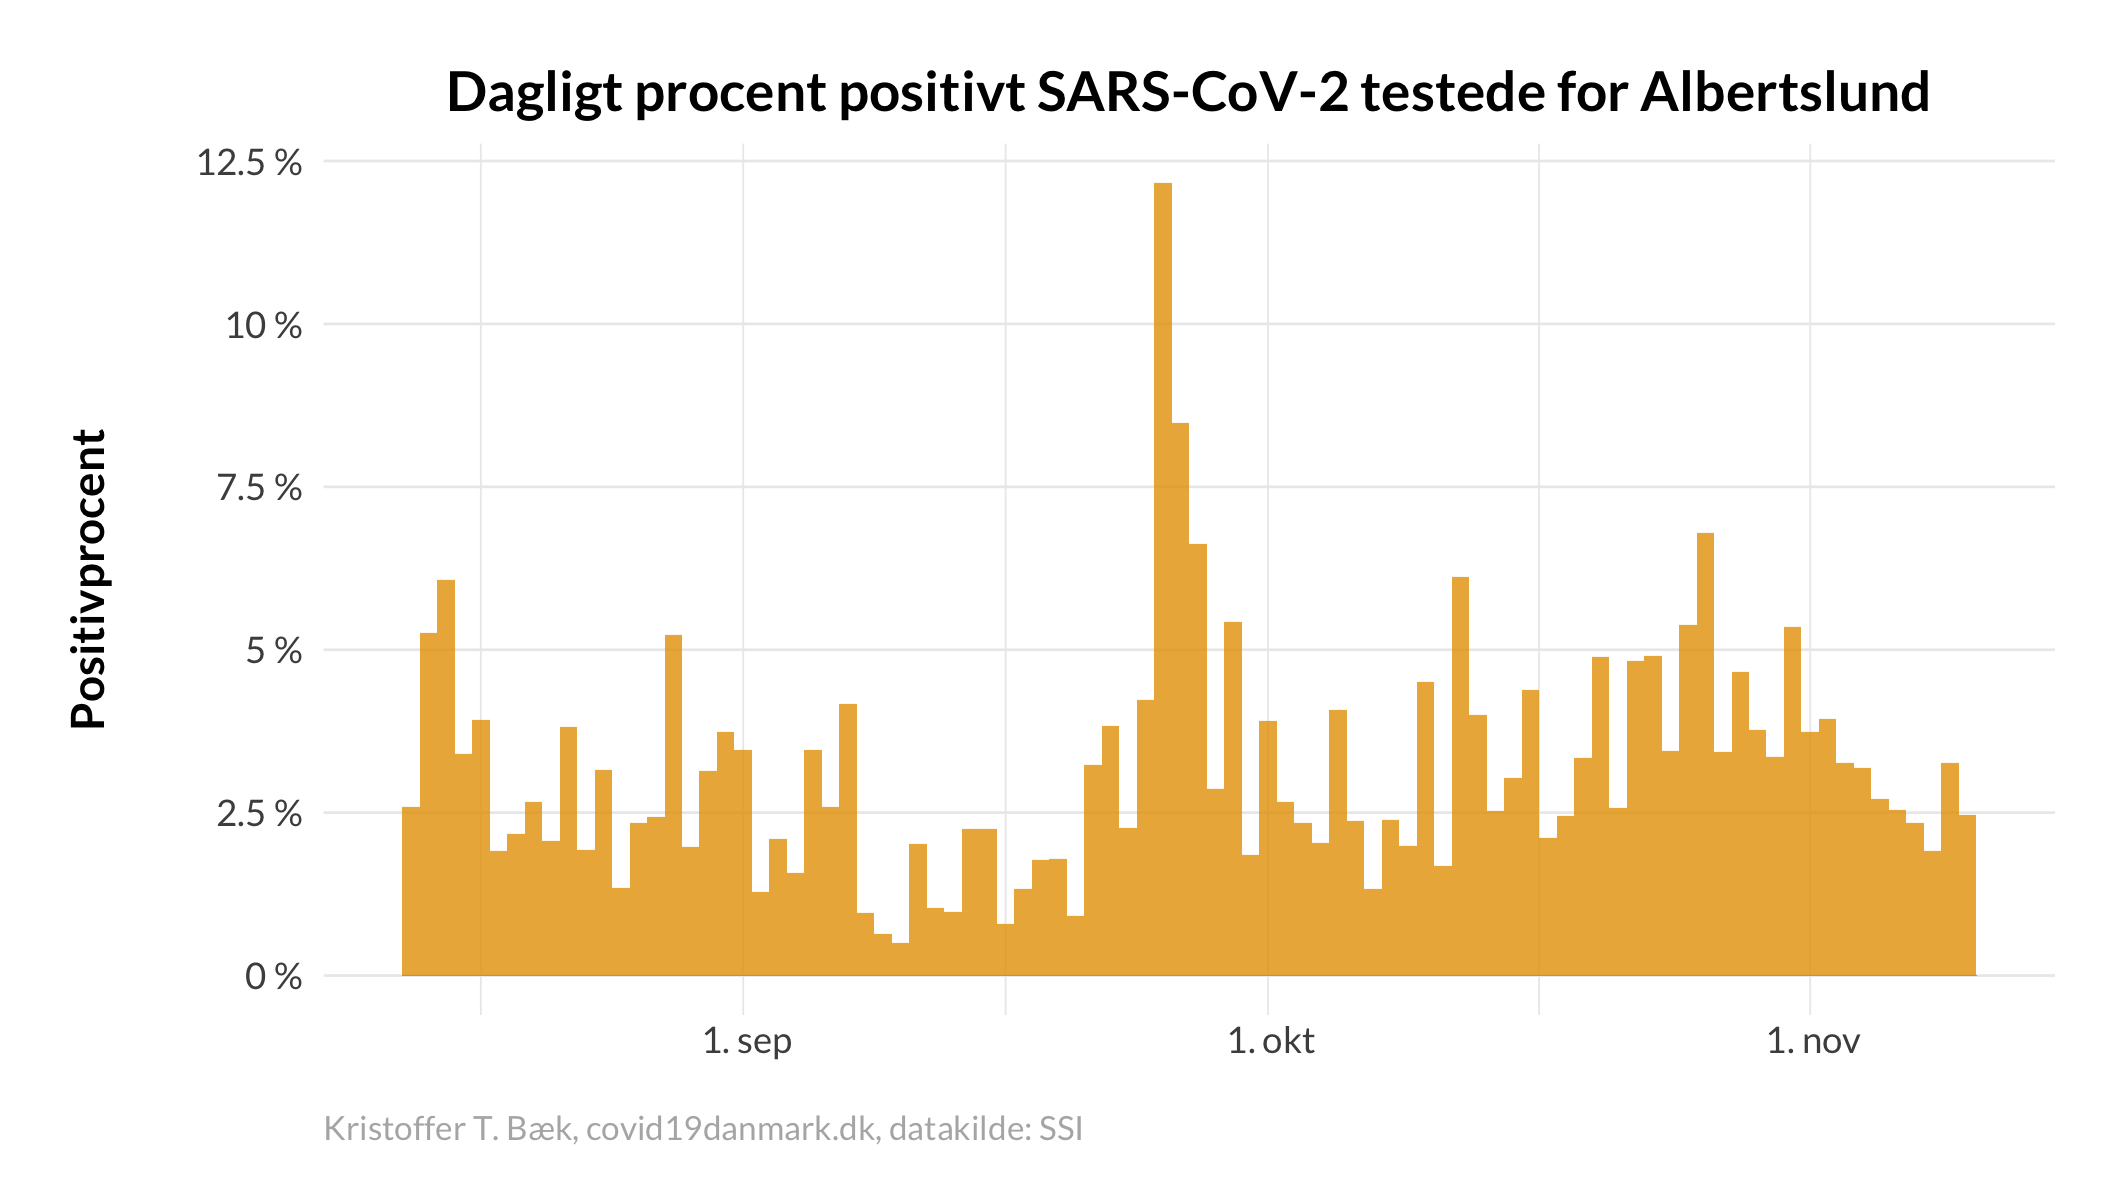 Dagligt procent positivt SARS-CoV-2 testede for Albertslund
Positivprocent
12.5 %
10 %
7.5 %
5 %
2.5 %
0 %
1. sep
1. okt
1. nov
Kristoffer T. Bæk, covid19danmark.dk, datakilde: SSI